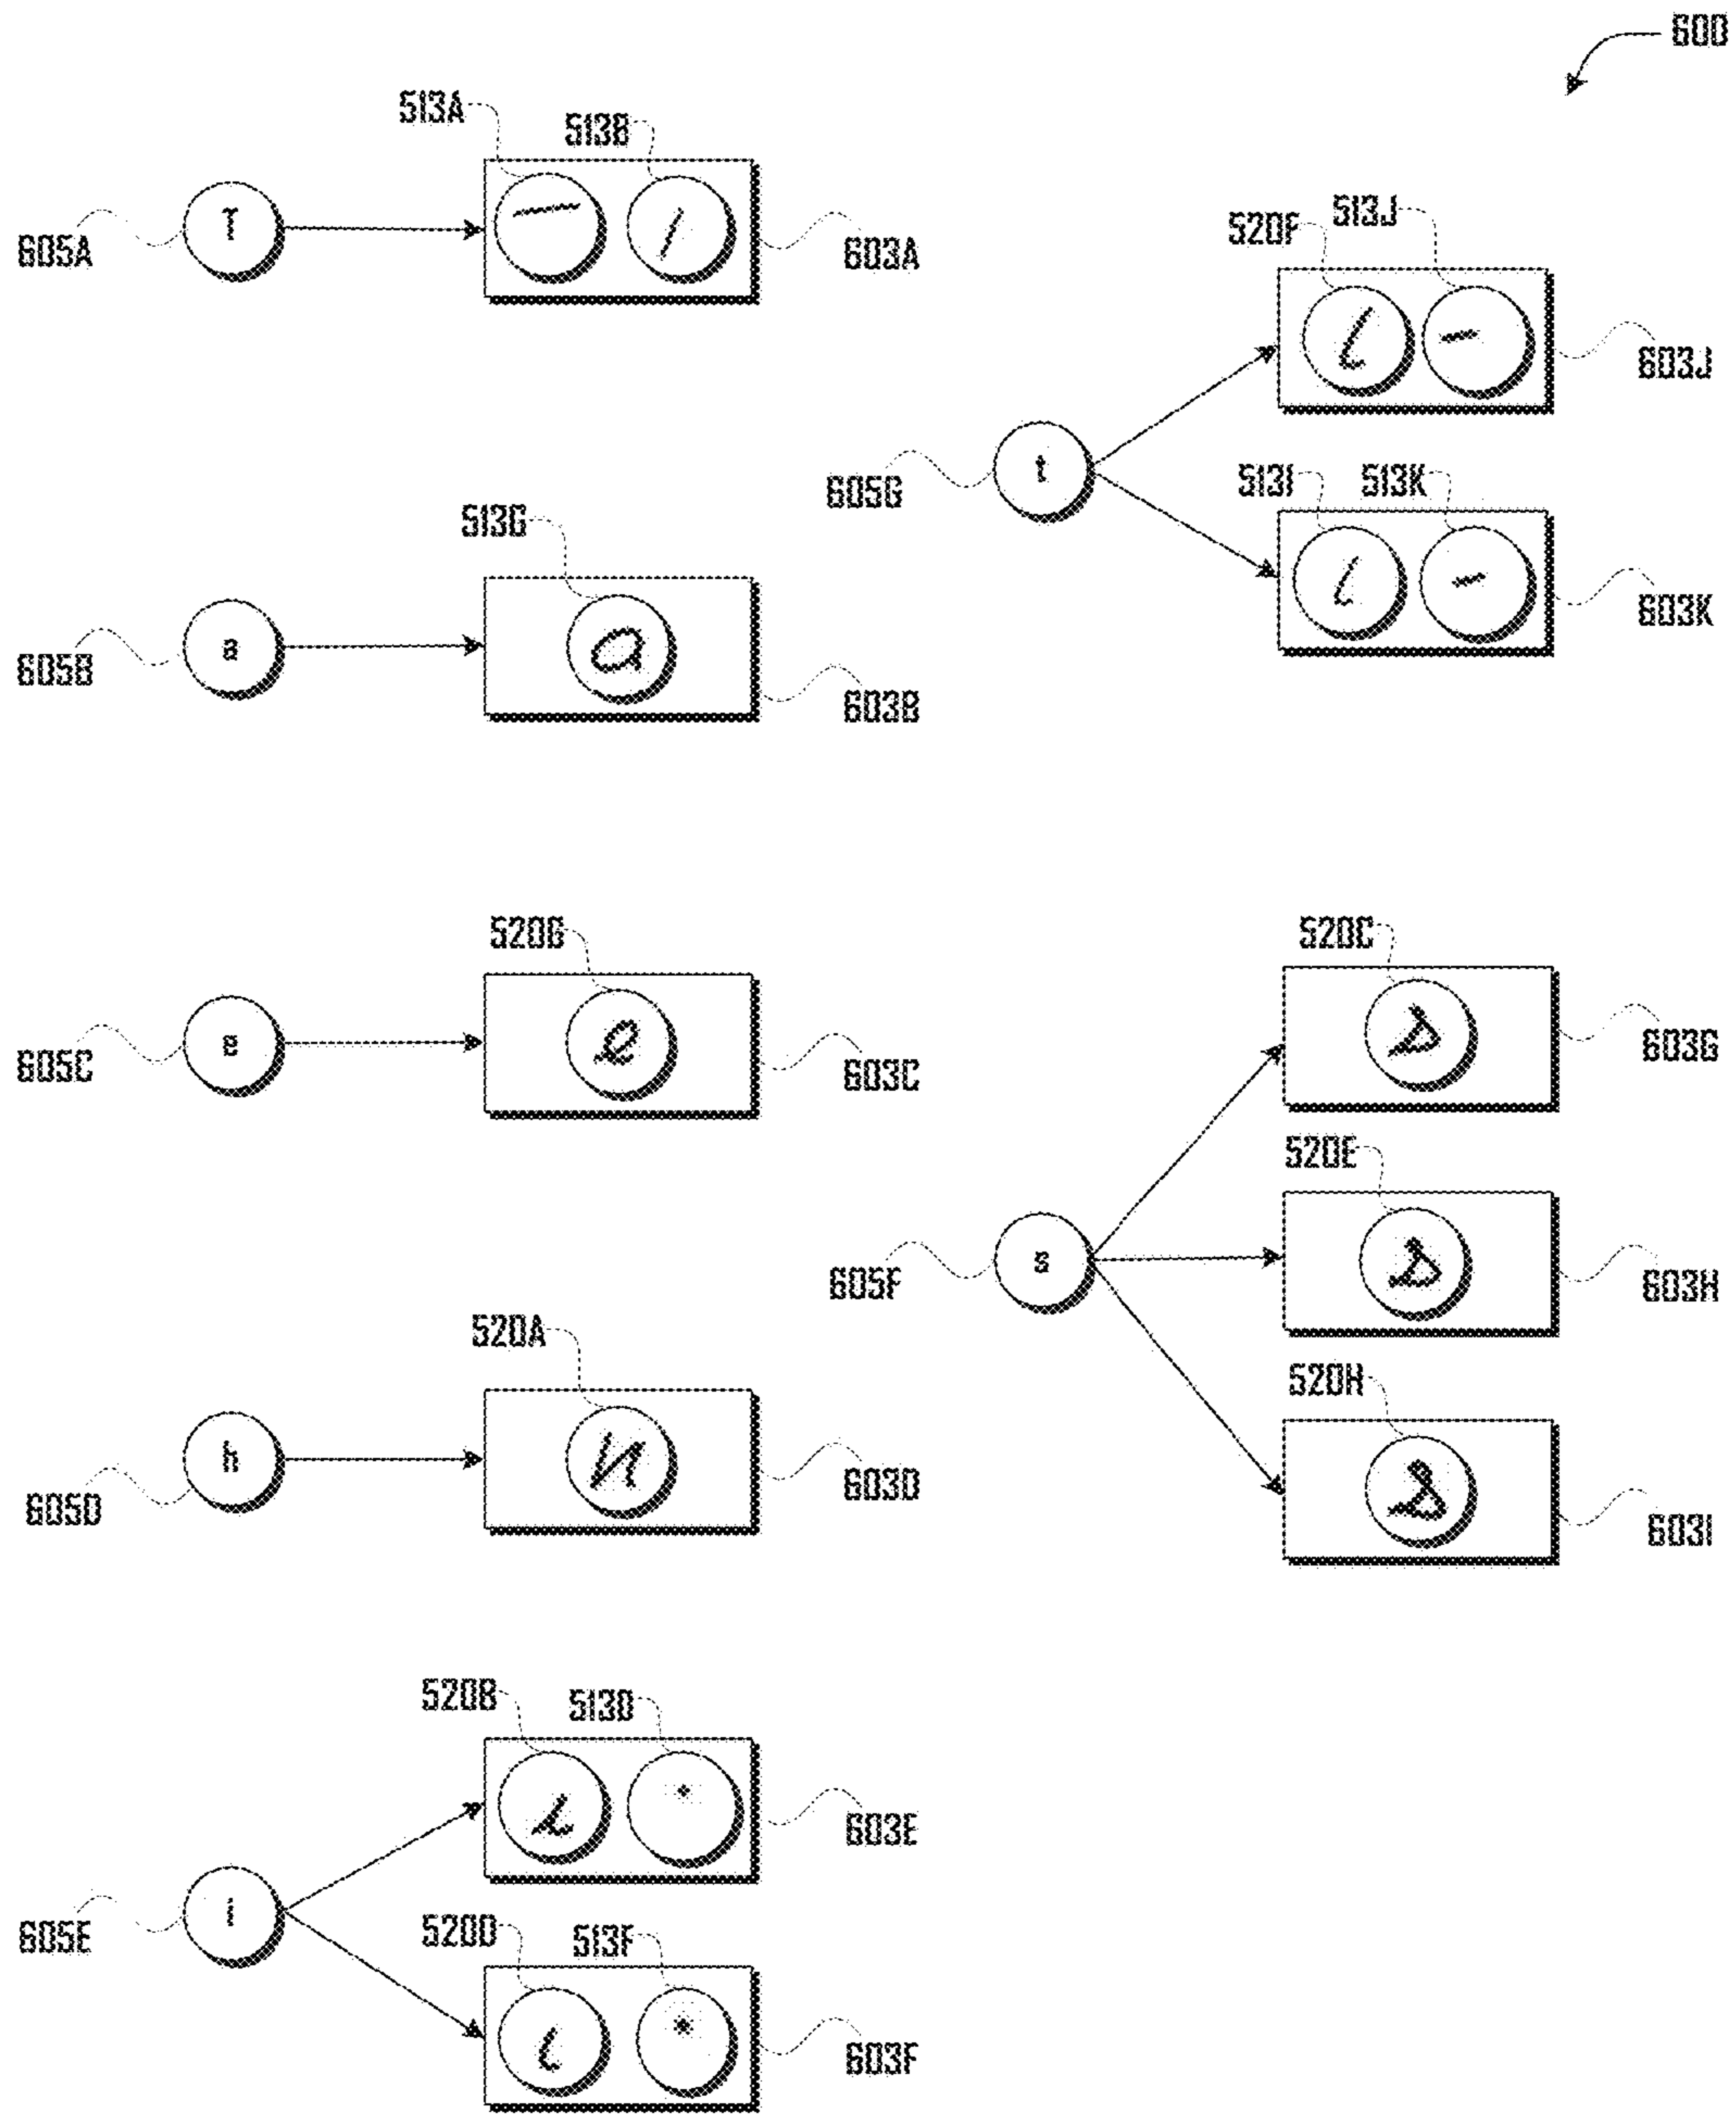 600
513A 513B
T
605A 603A
520F 513J
603J
t
605G
513I 513K
603K
513G
a a
605B 603B
520G
e e
605C 603C
520C
s
603G
520E
s s
605F 603H
520A
h h
605D 603D
520H
s
603I
520B 513D
603E
i
605E
520D 513F
603F